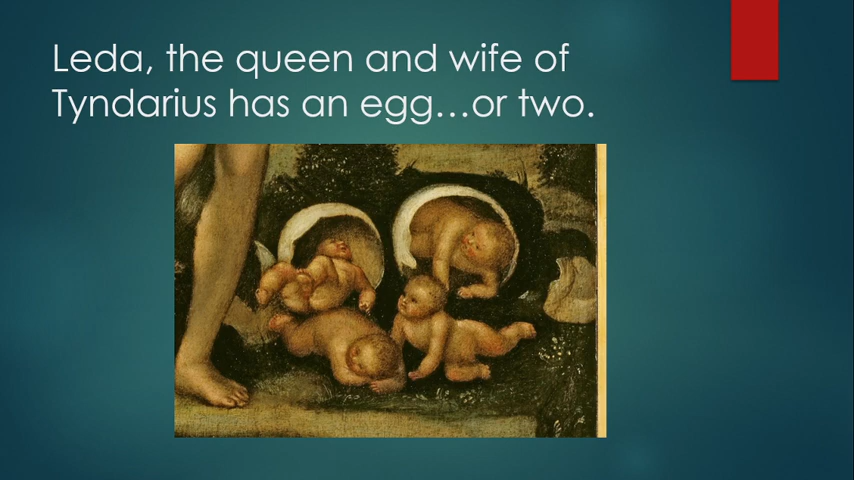 Leda, the queen and wife of
Tyndarius has an egg…or two.